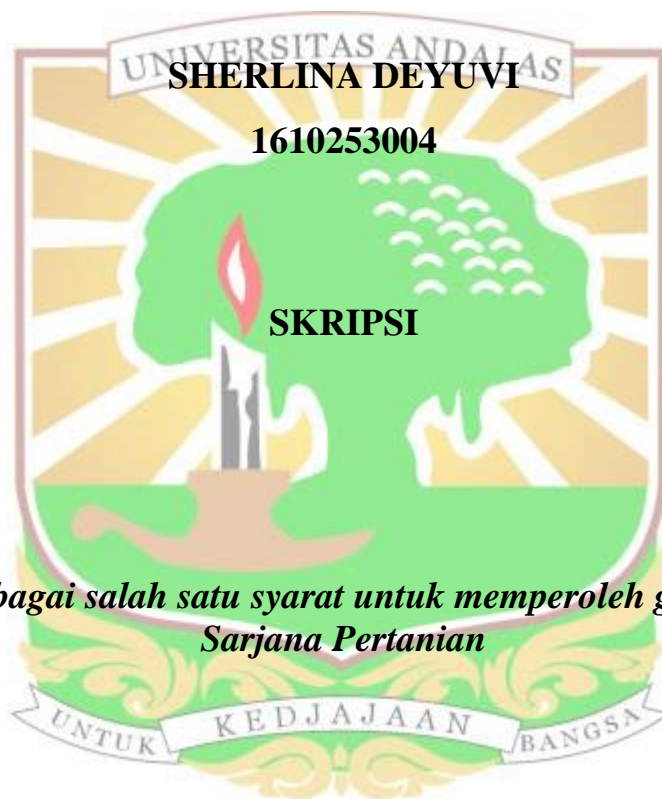 UNIVERSITAS ANDALAS
SHERLINA DEYUVI
1610253004
SKRIPSI
bagai salah satu syarat untuk memperoleh g
Sarjana Pertanian
UNTUK KEDJAJAAN BANGSA